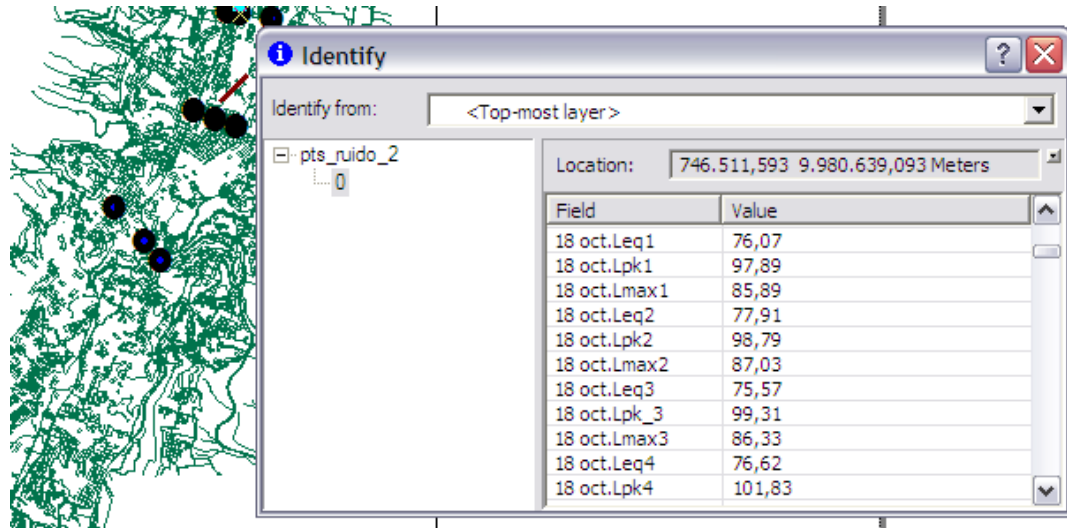 Identify
Identify from: <Top-most layer>
pts_ruido_2
0
Location: 746.511,593 9.980.639,093 Meters
Field Value
18 oct.Leq1 76,07
18 oct.Lpk1 97,89
18 oct.Lmax1 85,89
18 oct.Leq2 77,91
18 oct.Lpk2 98,79
18 oct.Lmax2 87,03
18 oct.Leq3 75,57
18 oct.Lpk_3 99,31
18 oct.Lmax3 86,33
18 oct.Leq4 76,62
18 oct.Lpk4 101,83